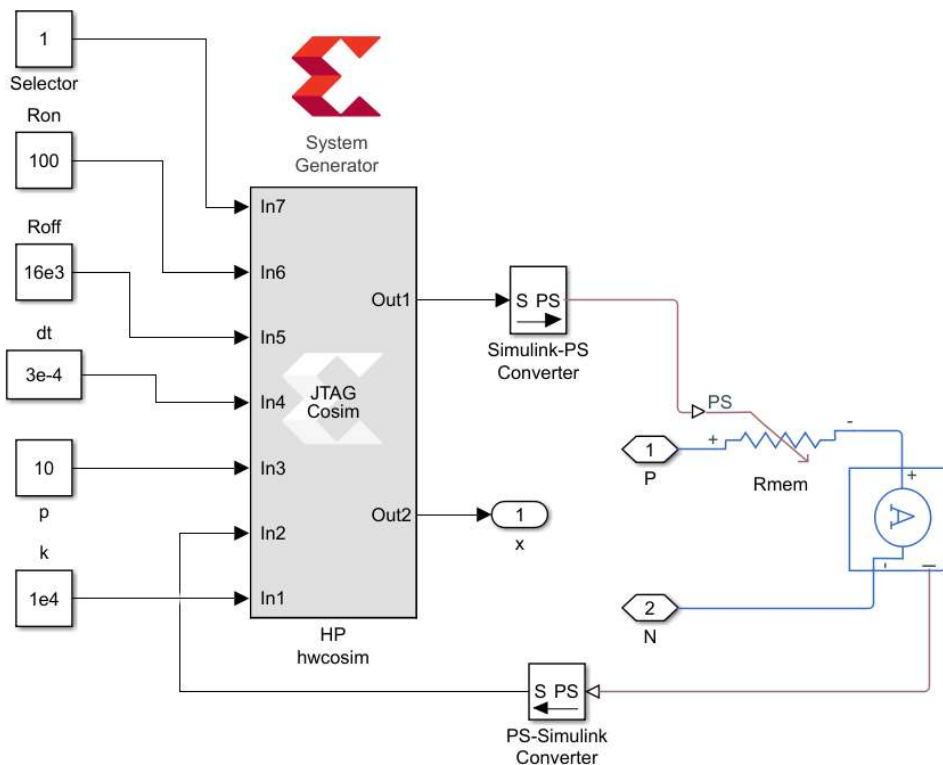 1
Selector
Ron
100
Roff
16e3
dt
3e-4
10
p
k
1e4
System
Generator
In7
In6
In5
In4
In3
In2
In1
JTAG
Cosim
Out1
Out2
HP
hwcosim
S PS
Simulink-PS
Converter
1
x
PS
+
-
1
P
Rmem
+
A
-
I
2
N
S PS
PS-Simulink
Converter